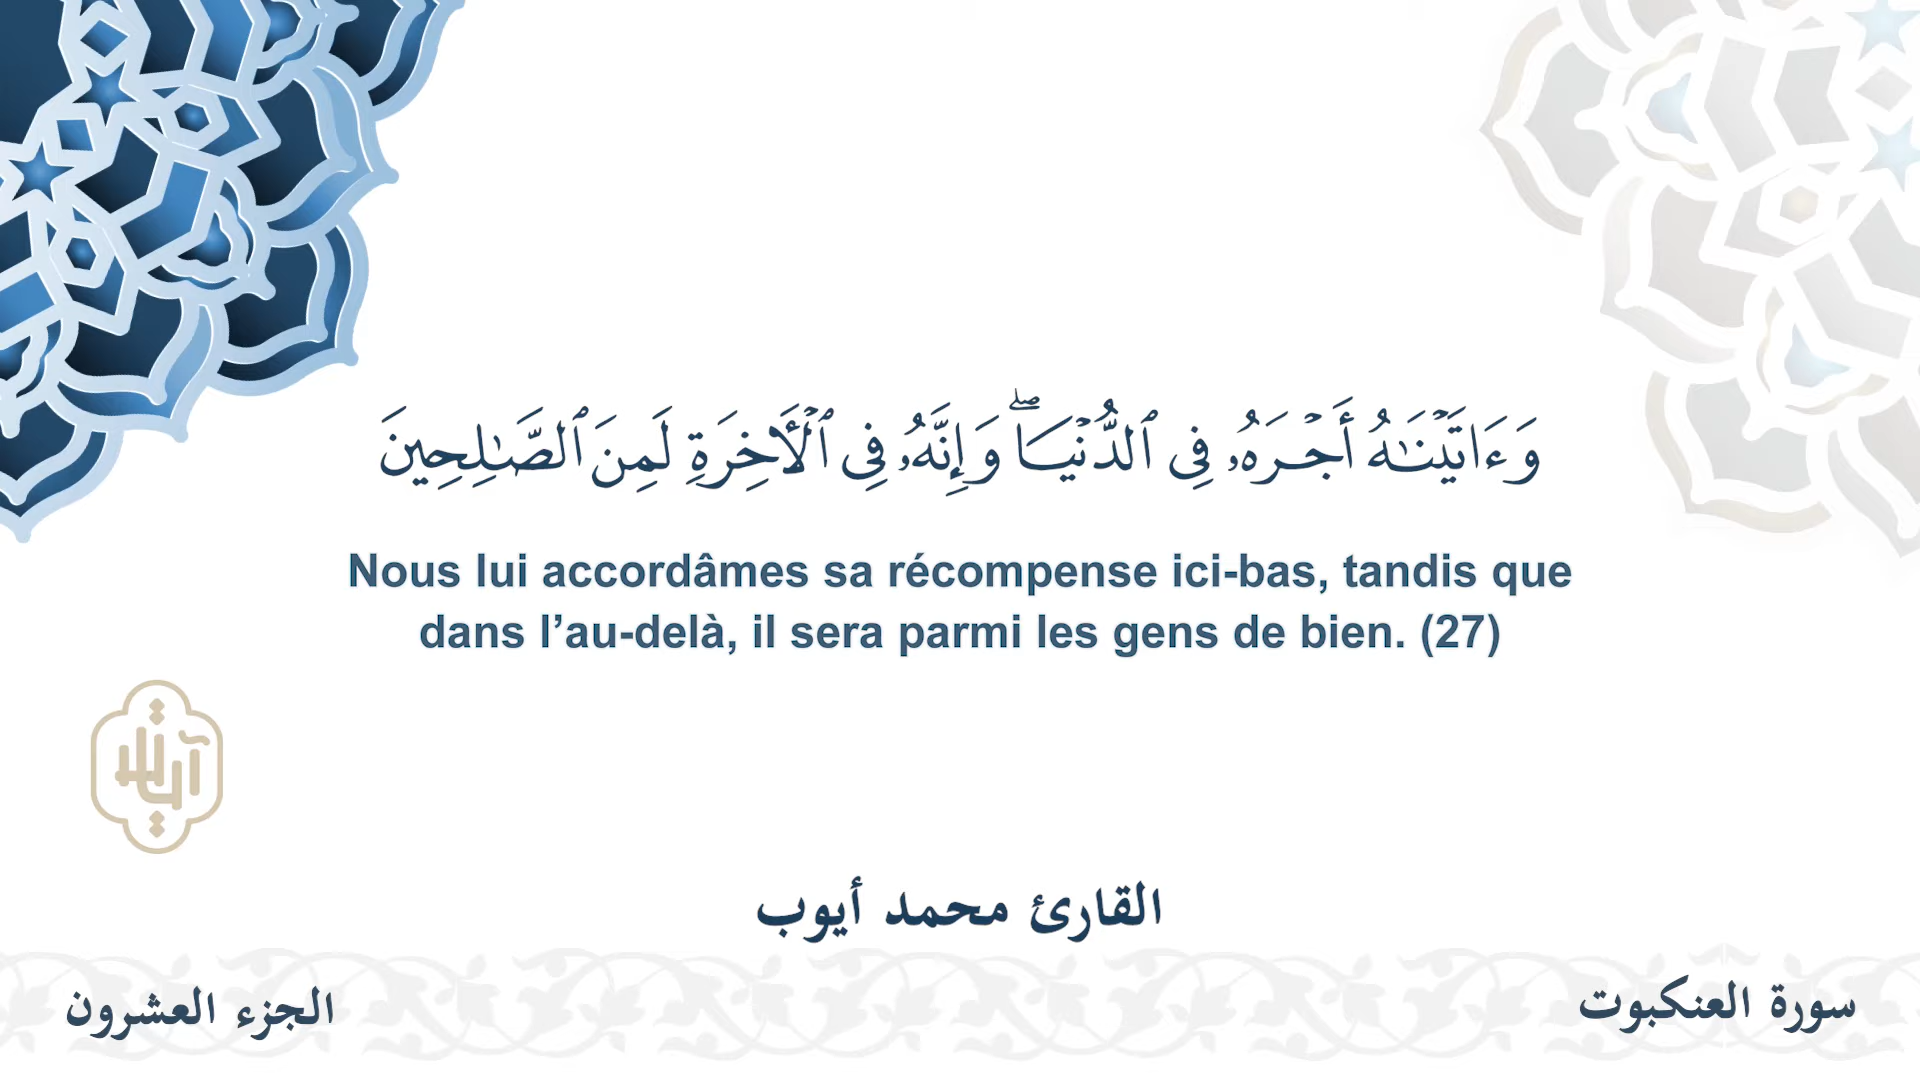 وَءَاتَيْنَـٰهُ أَجْرَهُۥ فِى ٱلدُّنْيَا ۖ وَإِنَّهُۥ فِى ٱلْـَٔاخِرَةِ لَمِنَ ٱلصَّـٰلِحِينَ
Nous lui accordâmes sa récompense ici-bas, tandis que
dans l’au-delà, il sera parmi les gens de bien. (27)
آيات
القارئ محمد أيوب
سورة العنكبوت
الجزء العشرون